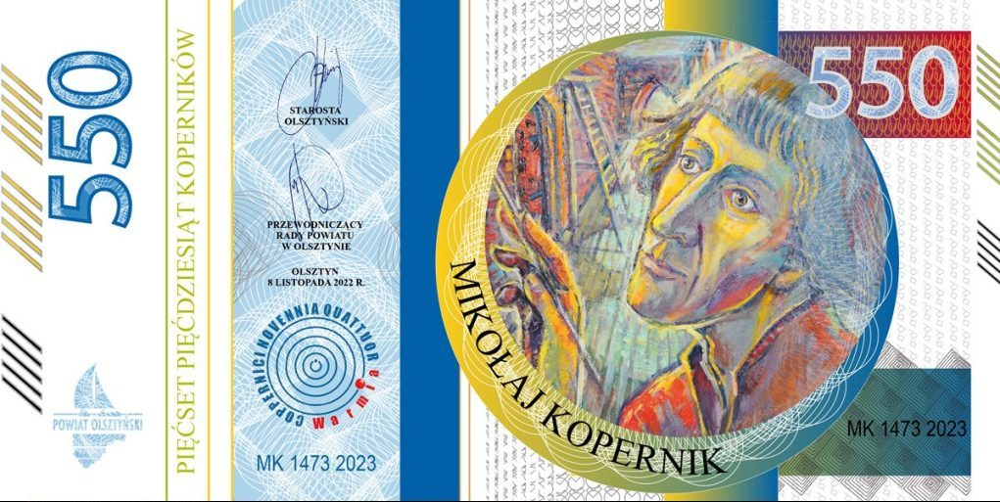 550
PIĘĆSET PIĘĆDZIESIĄT KOPERNIKÓW
STAROSTA
OLSZTYŃSKI
PRZEWODNICZĄCY
RADY POWIATU
W OLSZTYNIE
OLSZTYN
8 LISTOPADA 2022 R.
COPERNICI NOVENNIA QUATTUOR
Warmia
MK 1473 2023
POWIAT OLSZTYŃSKI
MIKOŁAJ KOPERNIK
550
MK 1473 2023